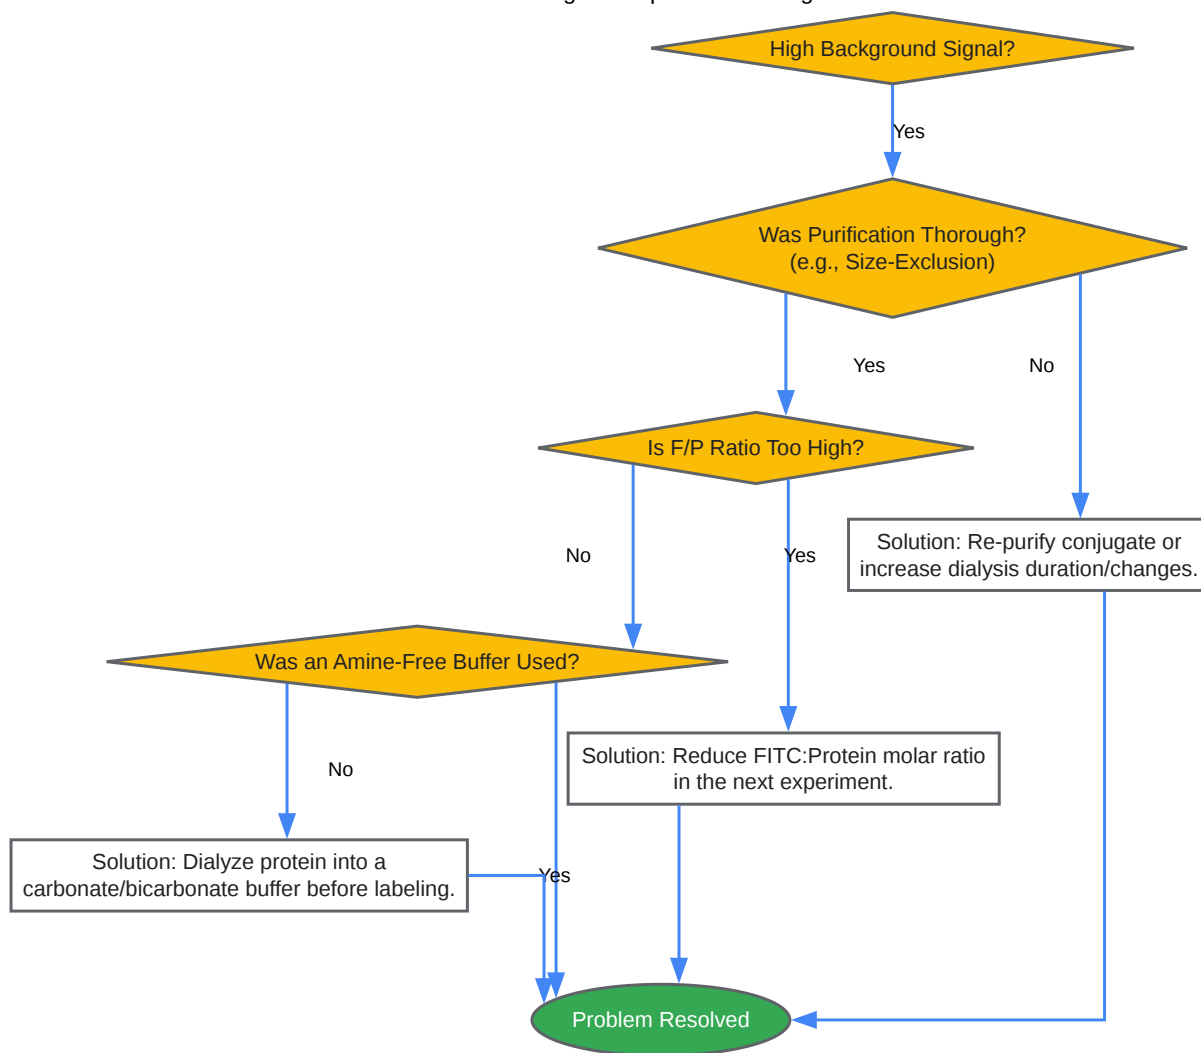 High Background Signal?
Yes
Was Purification Thorough?
(e.g., Size-Exclusion)
Yes
No
Is F/P Ratio Too High?
No
Yes
Solution: Re-purify conjugate or
increase dialysis duration/changes.
Was an Amine-Free Buffer Used?
No
Solution: Reduce FITC:Protein molar ratio
in the next experiment.
Solution: Dialyze protein into a
carbonate/bicarbonate buffer before labeling.
Yes
Problem Resolved